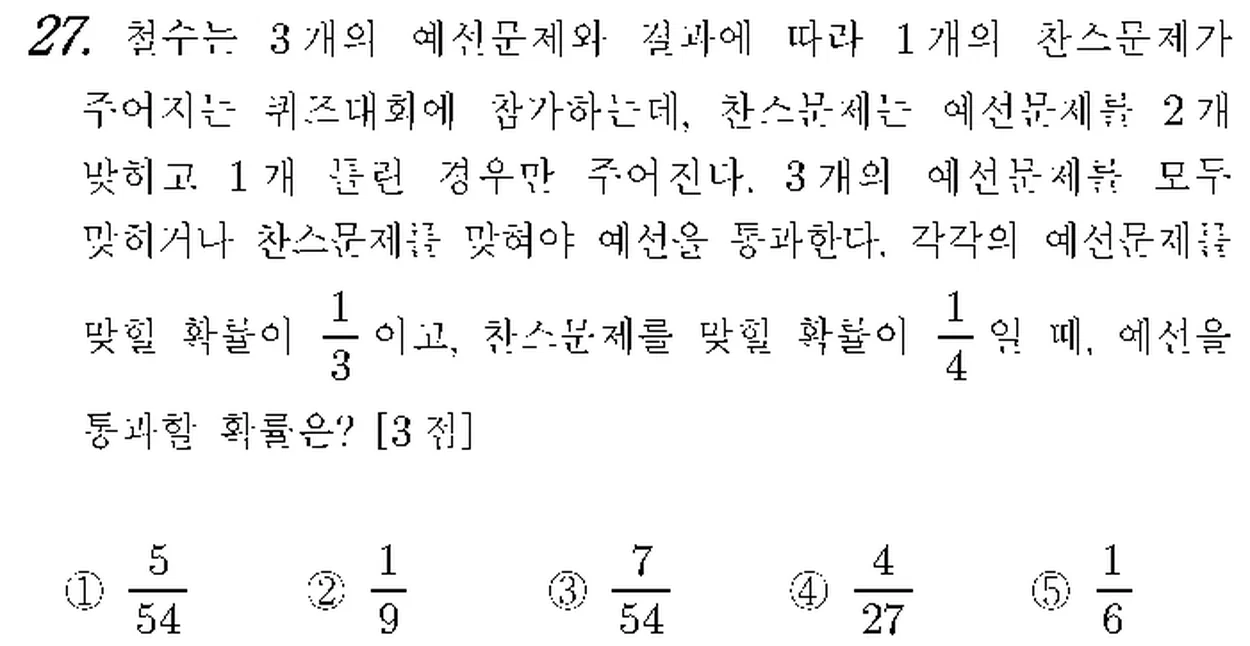 27. 철수는 3개의 예선문제와 결과에 따라 1개의 찬스문제가
주어지는 퀴즈대회에 참가하는데, 찬스문제는 예선문제를 2개
맞히고 1개 틀린 경우만 주어진다. 3개의 예선문제를 모두
맞히거나 찬스문제를 맞혀야 예선을 통과한다. 각각의 예선문제를
맞힐 확률이 1/3 이고, 찬스문제를 맞힐 확률이 1/4 일 때, 예선을
통과할 확률은? [3점]
① 5/54 ② 1/9 ③ 7/54 ④ 4/27 ⑤ 1/6